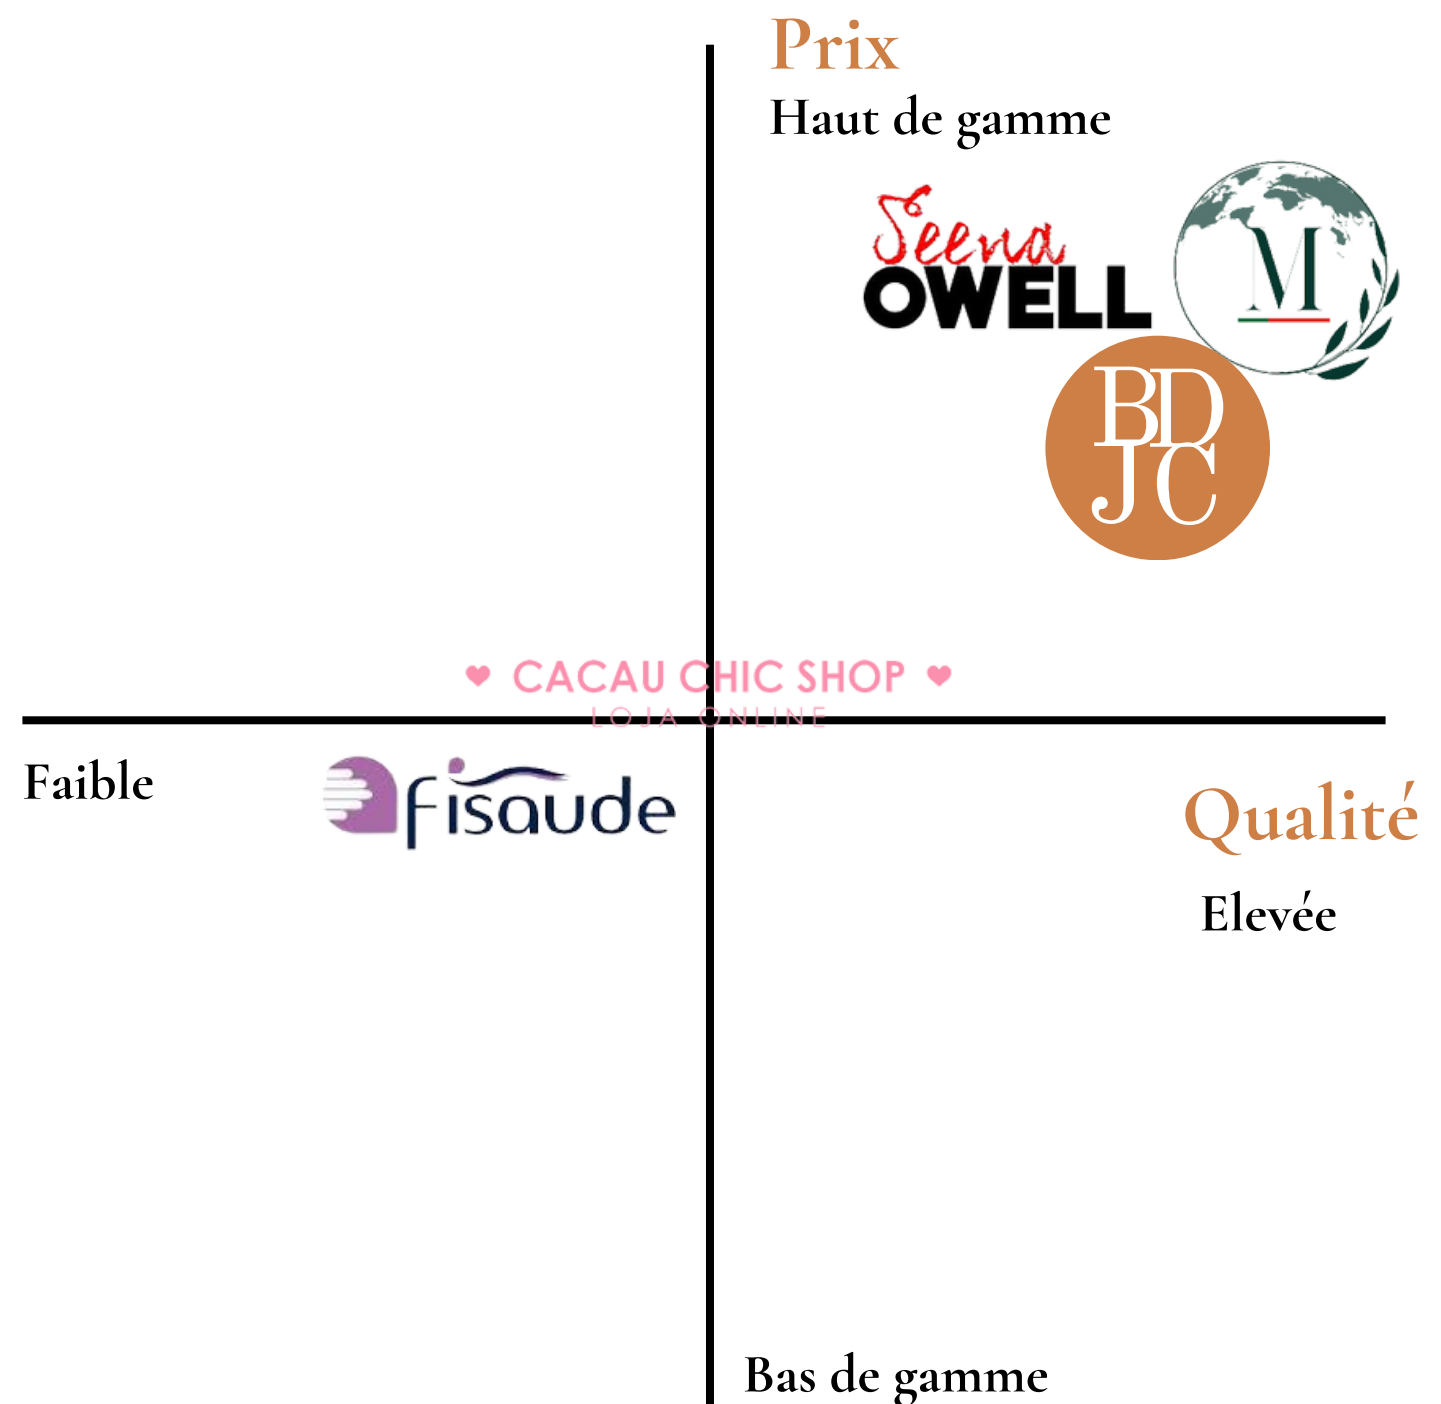 Prix
Haut de gamme
Seena
OWELL
M
BD
JC
CACAU CHIC SHOP
LOJA ONLINE
Faible
fisaude
Qualité
Elevée
Bas de gamme